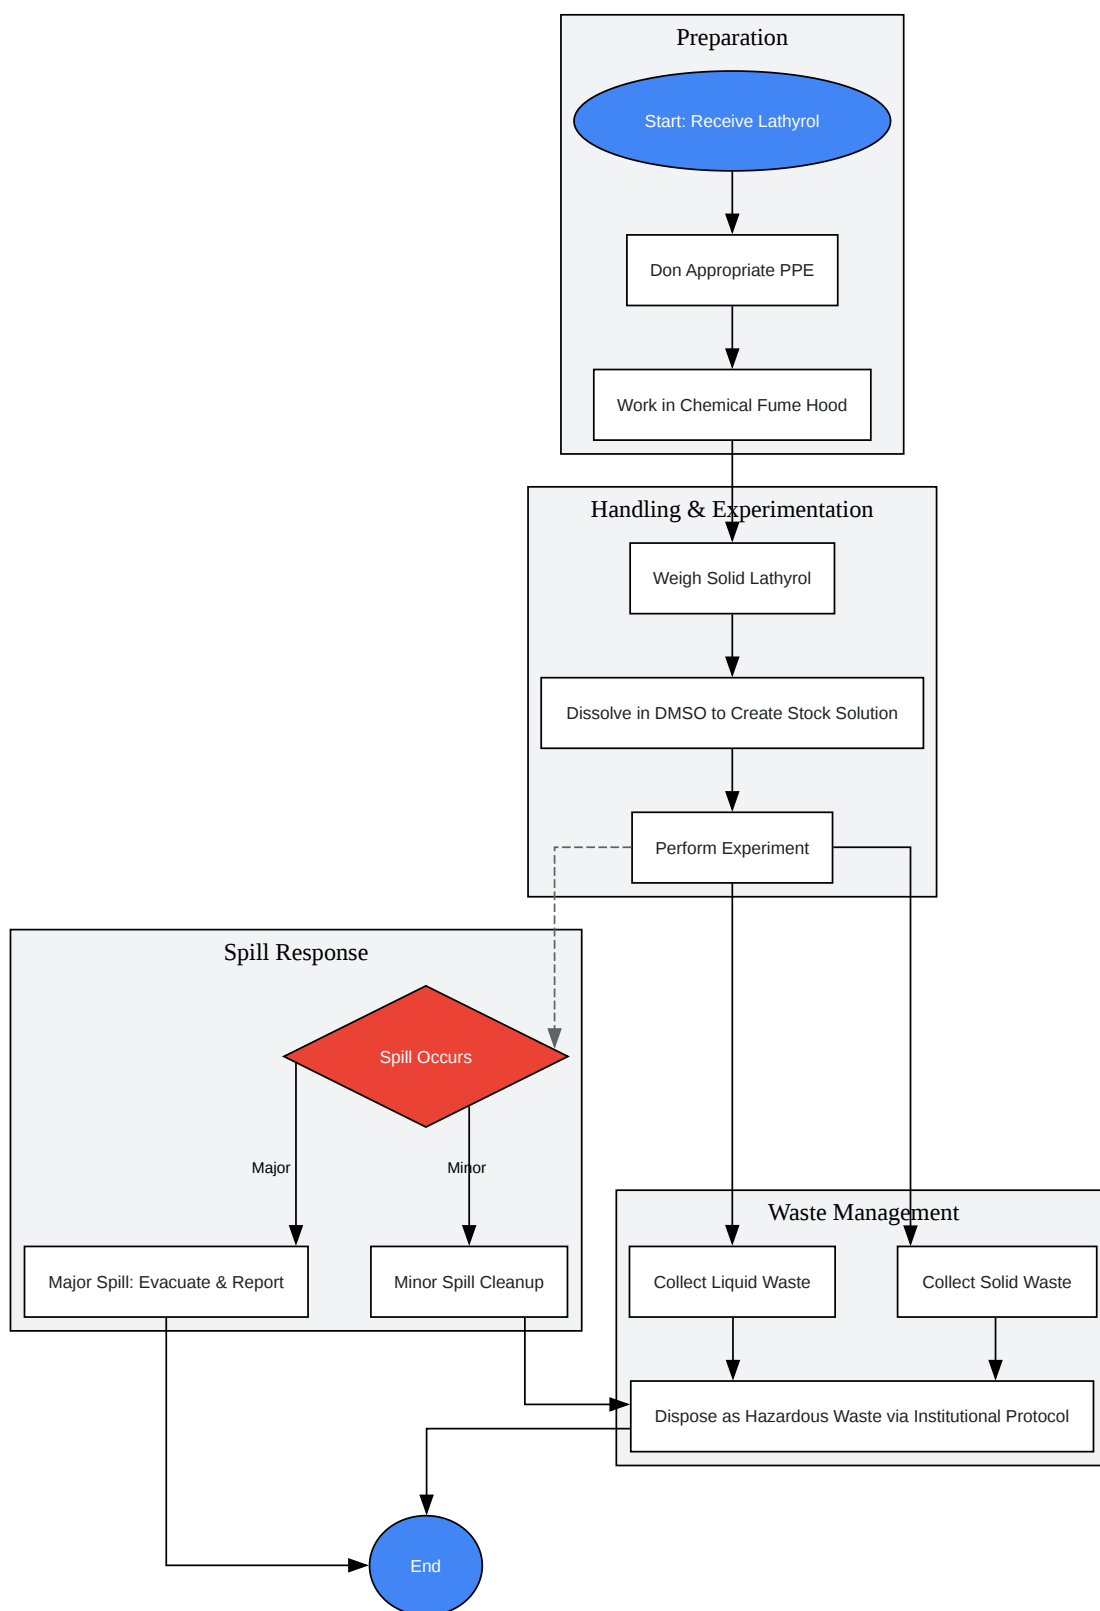 Preparation
Start: Receive Lathyrol
Don Appropriate PPE
Work in Chemical Fume Hood
Handling & Experimentation
Weigh Solid Lathyrol
Dissolve in DMSO to Create Stock Solution
Perform Experiment
Spill Response
Spill Occurs
Major
Minor
Major Spill: Evacuate & Report
Minor Spill Cleanup
Waste Management
Collect Liquid Waste
Collect Solid Waste
Dispose as Hazardous Waste via Institutional Protocol
End